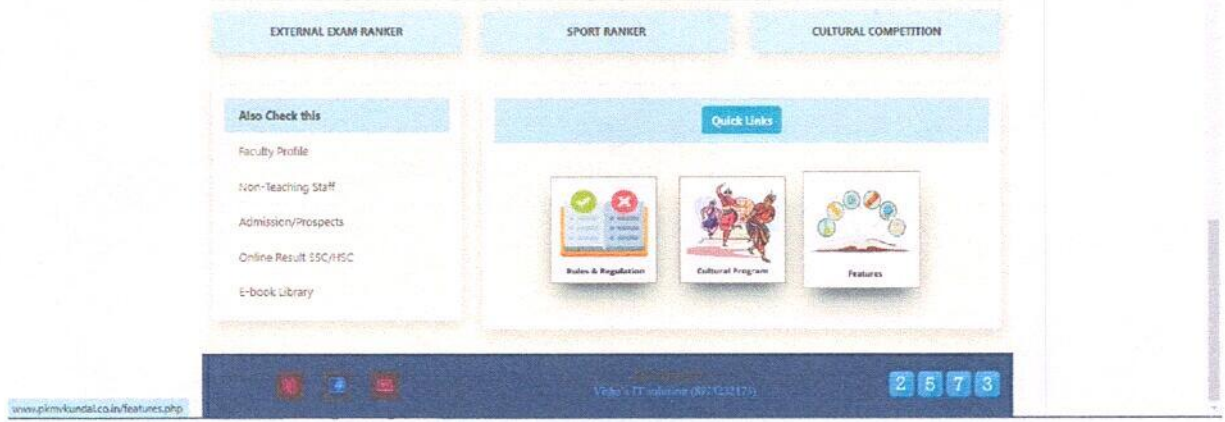 EXTERNAL EXAM RANKER
SPORT RANKER
CULTURAL COMPETITION
Also Check this
Faculty Profile
Non-Teaching Staff
Admission/Prospects
Online Result SSC/HSC
E-book Library
Quick Links
Rules & Regulation
Cultural Program
Features
IT solution
2 5 7 3
www.pkmvkundal.co.in/features.php